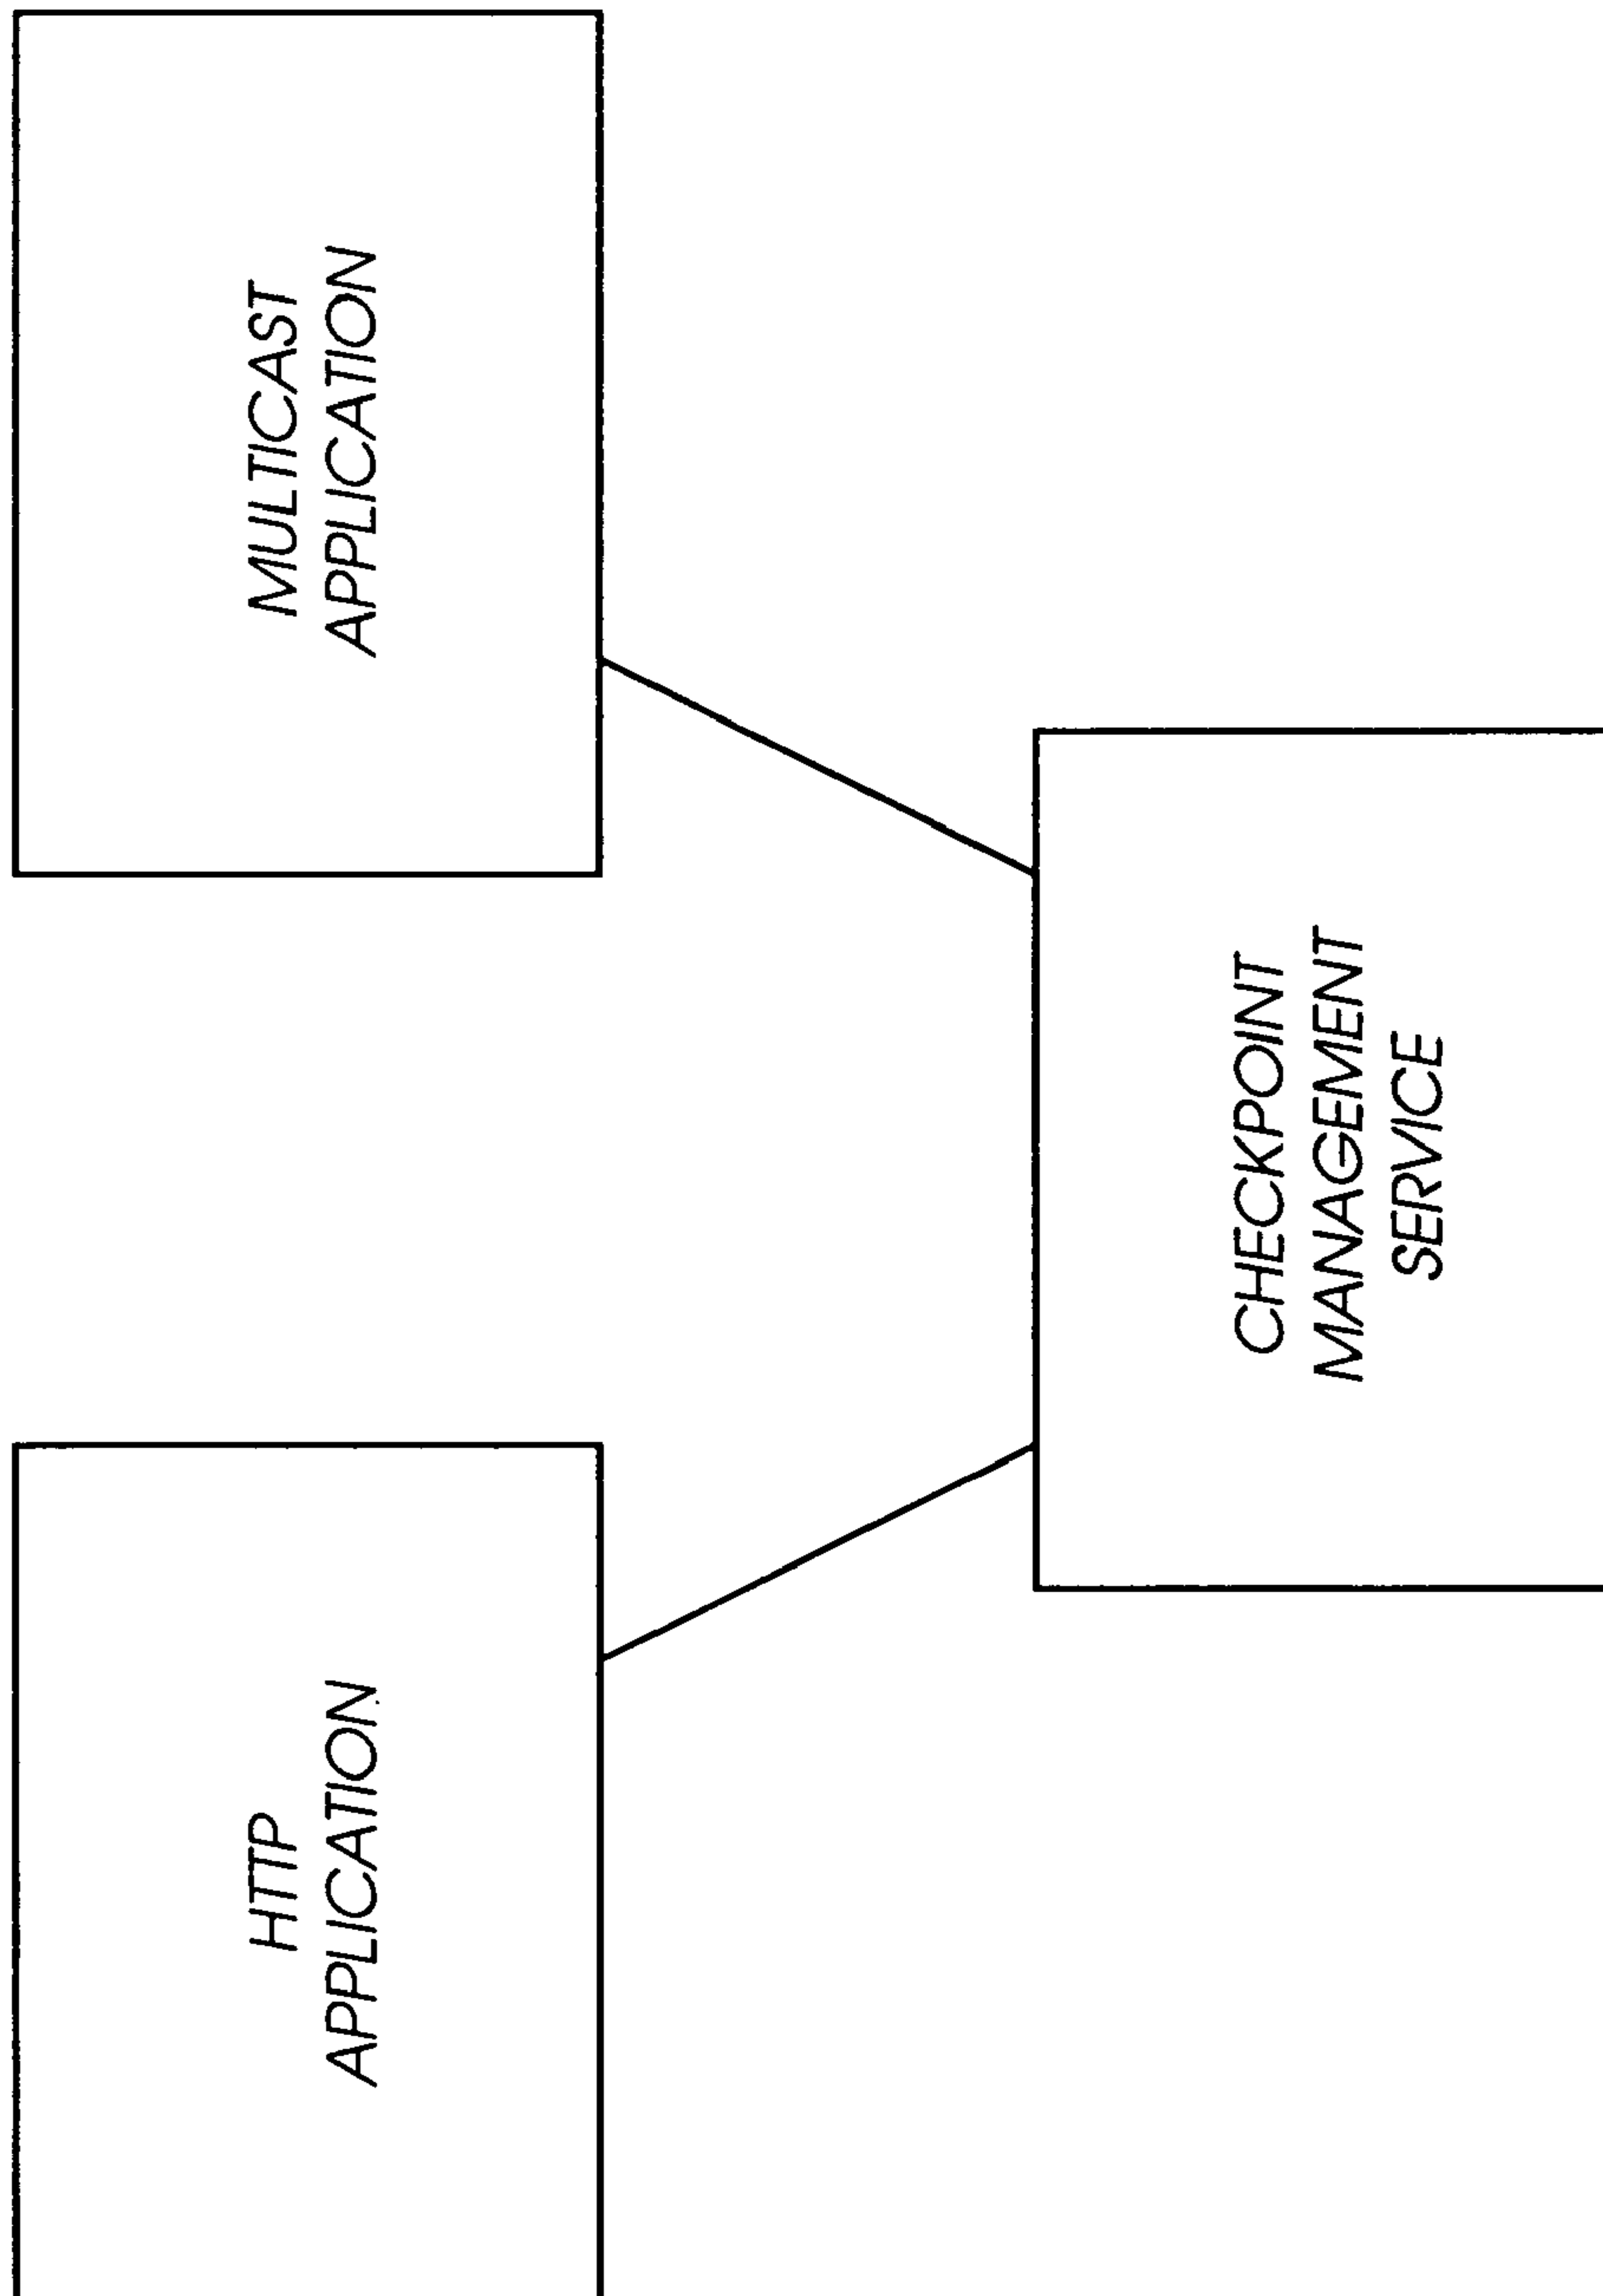 HTTP
APPLICATION
MULTICAST
APPLICATION
CHECKPOINT
MANAGEMENT
SERVICE